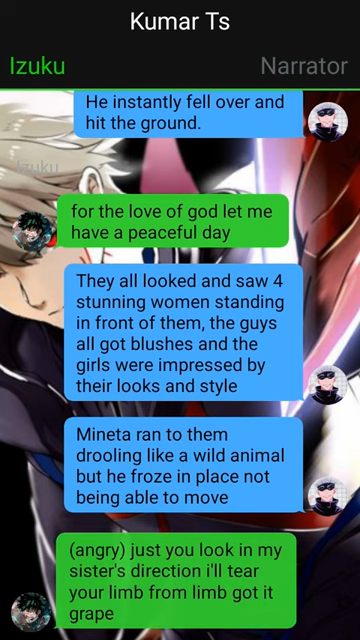 Kumar Ts
Izuku
Narrator
He instantly fell over and
hit the ground.
Izuku
for the love of god let me
have a peaceful day
They all looked and saw 4
stunning women standing
in front of them, the guys
all got blushes and the
girls were impressed by
their looks and style
Mineta ran to them
drooling like a wild animal
but he froze in place not
being able to move
(angry) just you look in my
sister's direction i'll tear
your limb from limb got it
grape